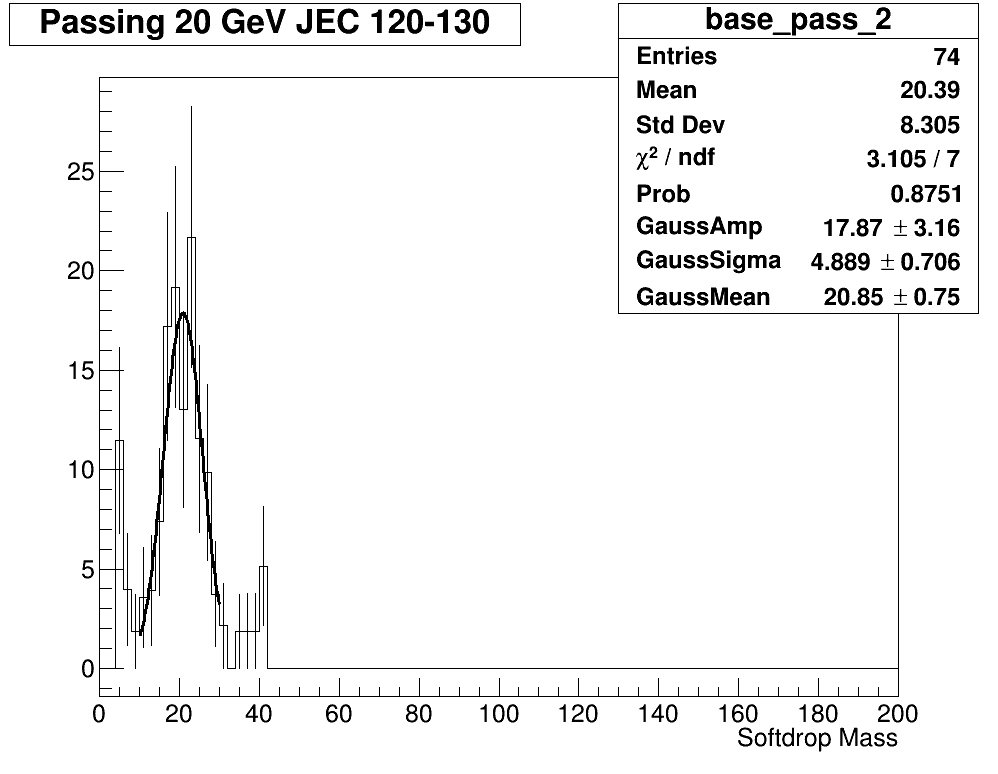 Passing 20 GeV JEC 120-130
base_pass_2
Entries 74
Mean 20.39
Std Dev 8.305
χ² / ndf 3.105 / 7
Prob 0.8751
GaussAmp 17.87 ± 3.16
GaussSigma 4.889 ± 0.706
GaussMean 20.85 ± 0.75
25
20
15
10
5
0
0 20 40 60 80 100 120 140 160 180 200
Softdrop Mass